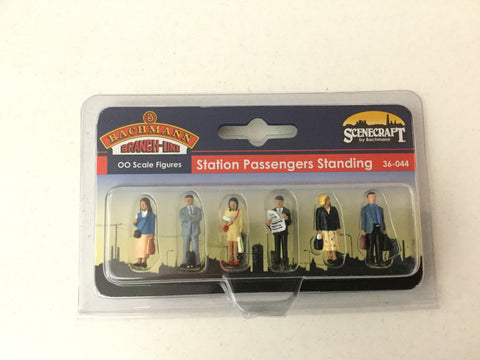 BACHMANN
BRANCH-LINE
OO Scale Figures
Station Passengers Standing
36-044
SCENECRAFT
by Bachmann